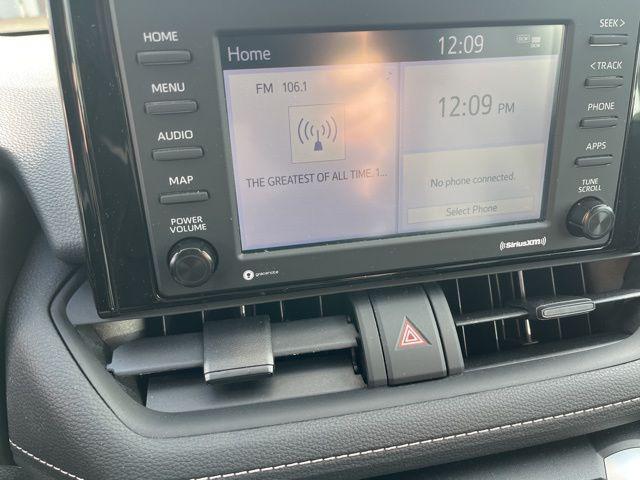 HOME
MENU
AUDIO
MAP
POWER
VOLUME
Home
12:09
FM 106.1
THE GREATEST OF ALL TIME. 1...
12:09 PM
No phone connected.
Select Phone
gracenote
SiriusXM
SEEK >
< TRACK
PHONE
APPS
TUNE
SCROLL